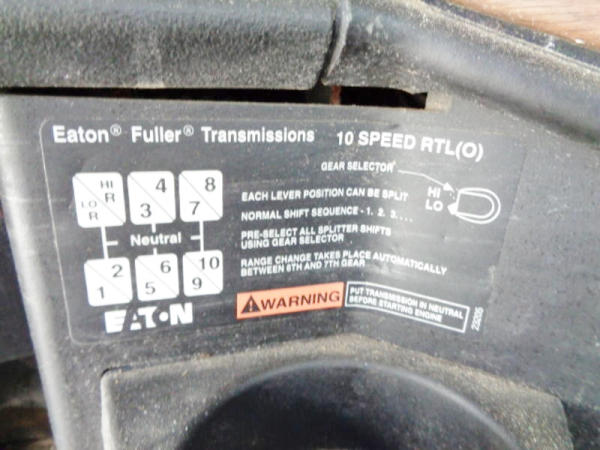 Eaton® Fuller® Transmissions 10 SPEED RTL(O)
GEAR SELECTOR
HI
LO
HI
R
LO
R
4
3
8
7
Neutral
2
1
6
5
10
9
EACH LEVER POSITION CAN BE SPLIT
NORMAL SHIFT SEQUENCE - 1. 2. 3. ...
PRE-SELECT ALL SPLITTER SHIFTS
USING GEAR SELECTOR
RANGE CHANGE TAKES PLACE AUTOMATICALLY
BETWEEN 6TH AND 7TH GEAR
WARNING
PUT TRANSMISSION IN NEUTRAL
BEFORE STARTING ENGINE
23205
EATON